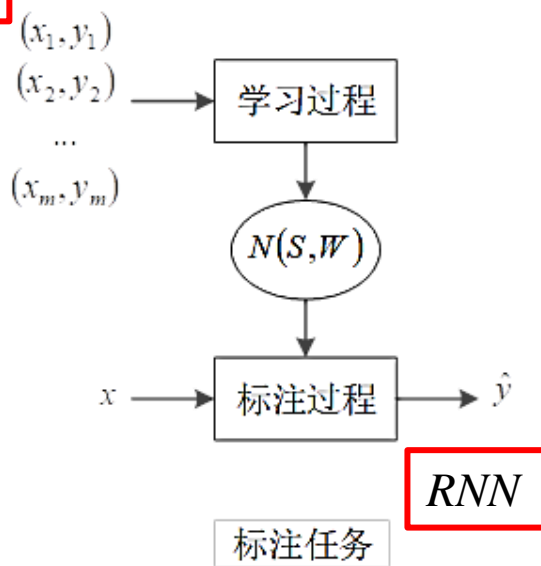 (x₁, y₁)
(x₂, y₂)
...
(xₘ, yₘ)
学习过程
N(S,W)
x
标注过程
ŷ
RNN
标注任务